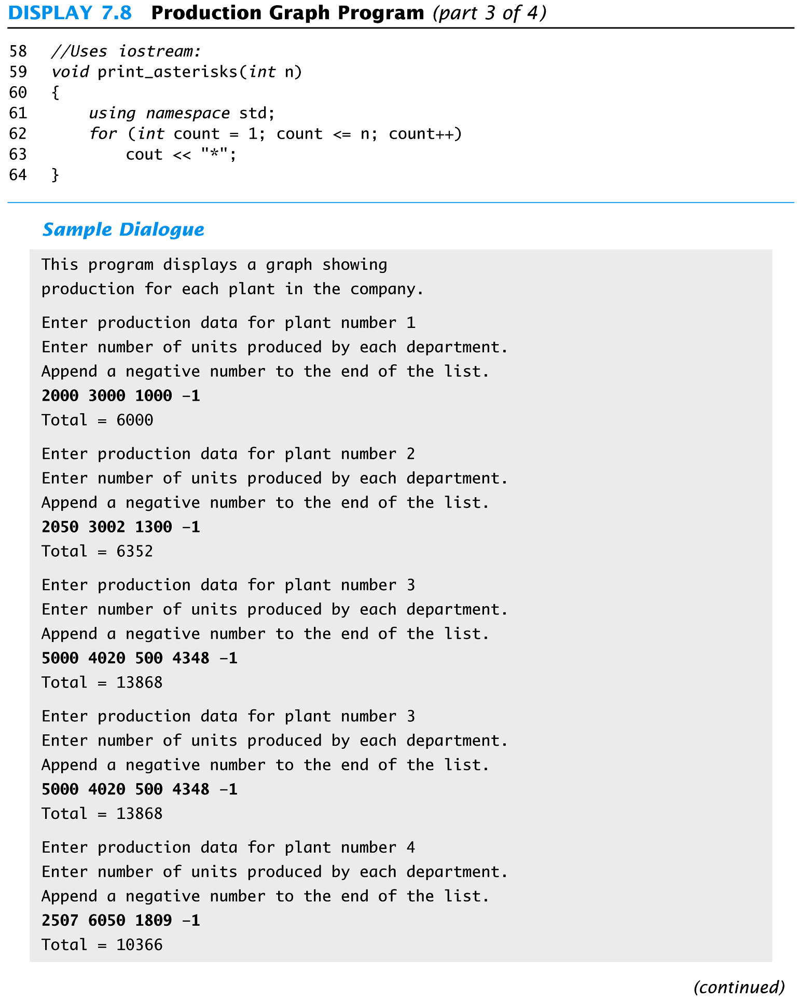 DISPLAY 7.8 Production Graph Program (part 3 of 4)
58 //Uses iostream:
59 void print_asterisks(int n)
60 {
61 using namespace std;
62 for (int count = 1; count <= n; count++)
63 cout << "*";
64 }
Sample Dialogue
This program displays a graph showing
production for each plant in the company.
Enter production data for plant number 1
Enter number of units produced by each department.
Append a negative number to the end of the list.
2000 3000 1000 –1
Total = 6000
Enter production data for plant number 2
Enter number of units produced by each department.
Append a negative number to the end of the list.
2050 3002 1300 –1
Total = 6352
Enter production data for plant number 3
Enter number of units produced by each department.
Append a negative number to the end of the list.
5000 4020 500 4348 –1
Total = 13868
Enter production data for plant number 3
Enter number of units produced by each department.
Append a negative number to the end of the list.
5000 4020 500 4348 –1
Total = 13868
Enter production data for plant number 4
Enter number of units produced by each department.
Append a negative number to the end of the list.
2507 6050 1809 –1
Total = 10366
(continued)